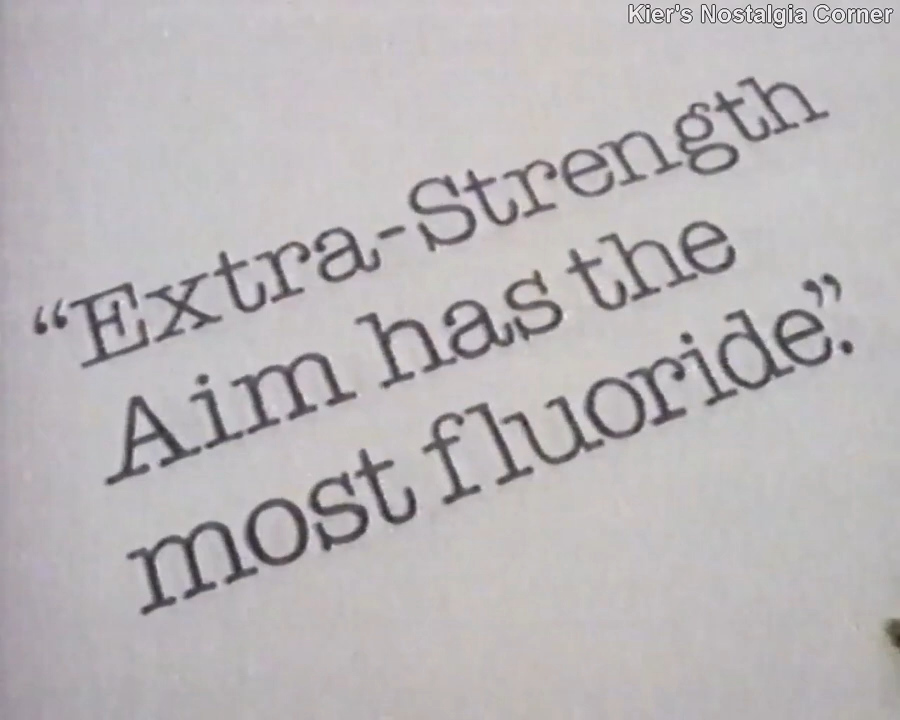 Kier's Nostalgia Corner
“Extra-Strength
Aim has the
most fluoride”.